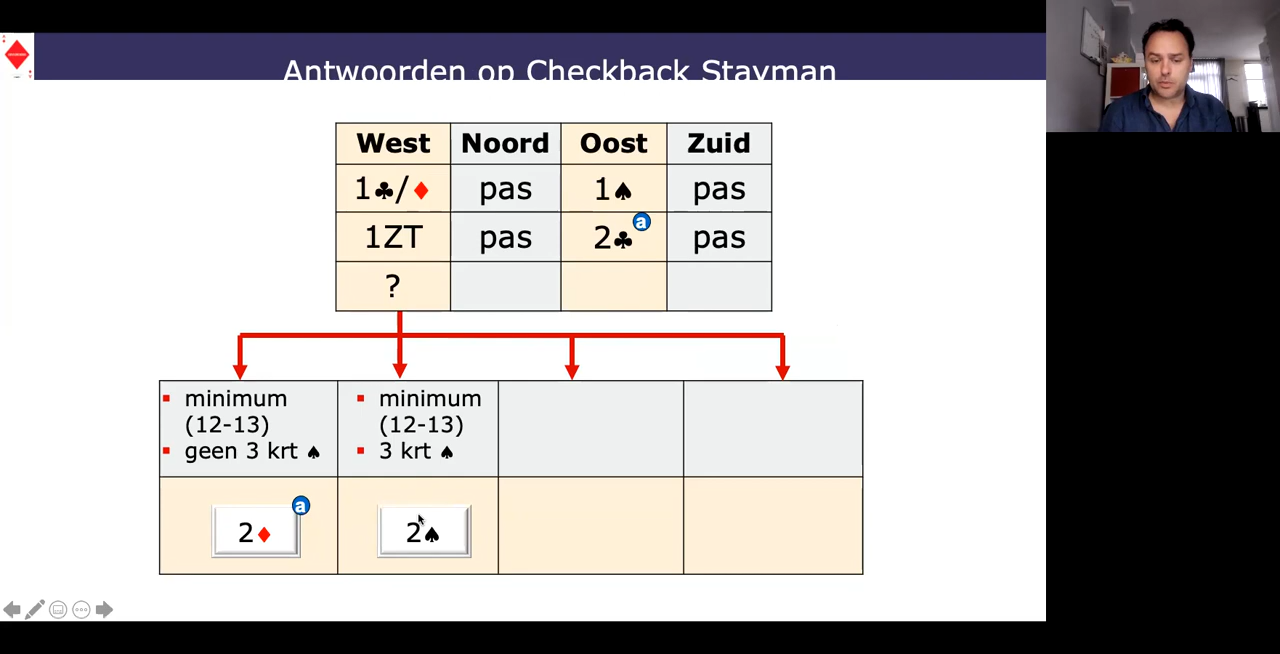 Antwoorden op Checkback Stayman
West Noord Oost Zuid
1♣/♦ pas 1♠ pas
1ZT pas 2♣ a pas
?
minimum
(12-13)
geen 3 krt ♠
minimum
(12-13)
3 krt ♠
2♦ a
2♠